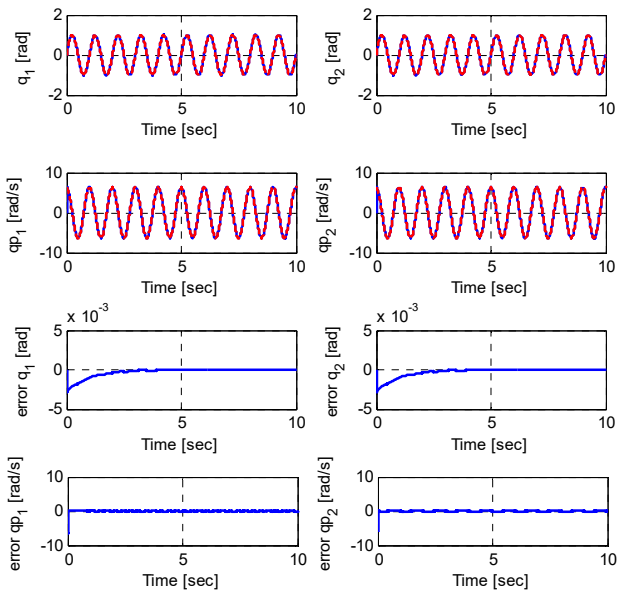 2
0
-2
q1 [rad]
0 5 10
Time [sec]
2
0
-2
q2 [rad]
0 5 10
Time [sec]
10
0
-10
qp1 [rad/s]
0 5 10
Time [sec]
10
0
-10
qp2 [rad/s]
0 5 10
Time [sec]
x 10-3
5
0
-5
error q1 [rad]
0 5 10
Time [sec]
x 10-3
5
0
-5
error q2 [rad]
0 5 10
Time [sec]
10
0
-10
error qp1 [rad/s]
0 5 10
Time [sec]
10
0
-10
error qp2 [rad/s]
0 5 10
Time [sec]